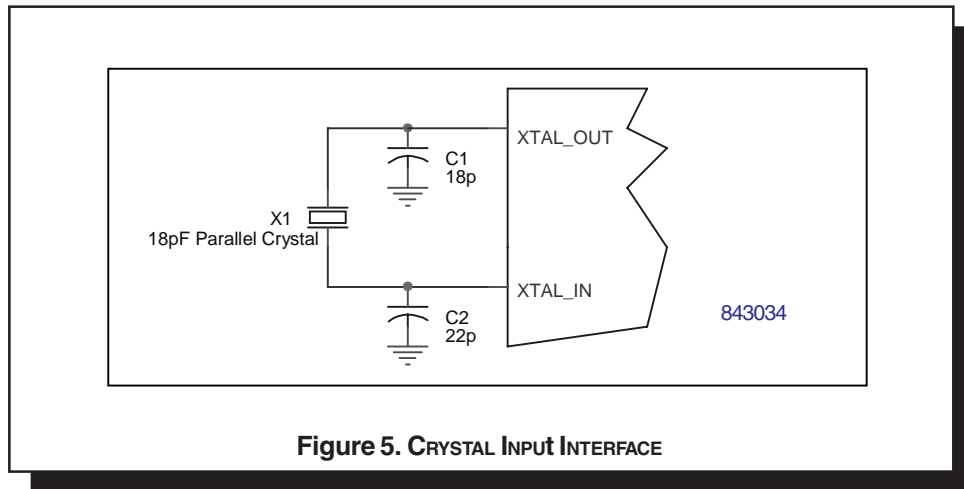 XTAL_OUT
C1
18p
X1
18pF Parallel Crystal
XTAL_IN
C2
22p
843034
Figure 5. CRYSTAL INPUt INTERFACE